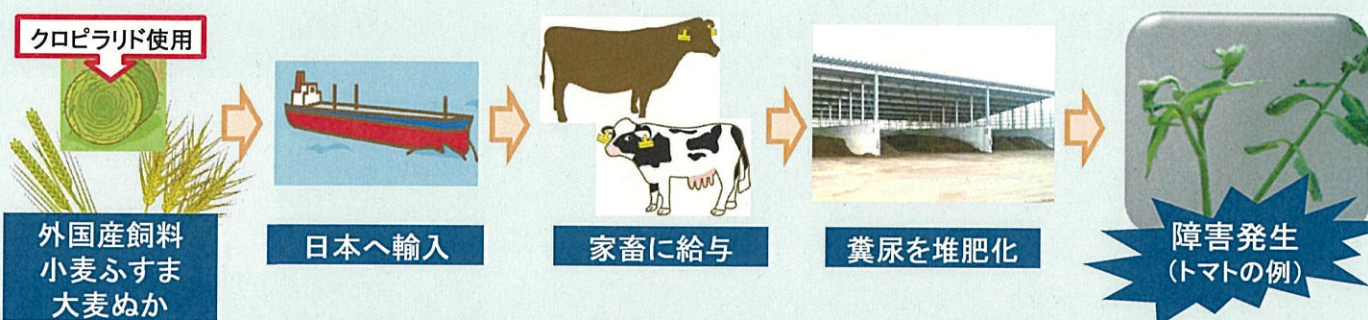 クロピラリド使用
外国産飼料
小麦ふすま
大麦ぬか
日本へ輸入
家畜に給与
糞尿を堆肥化
障害発生
(トマトの例)